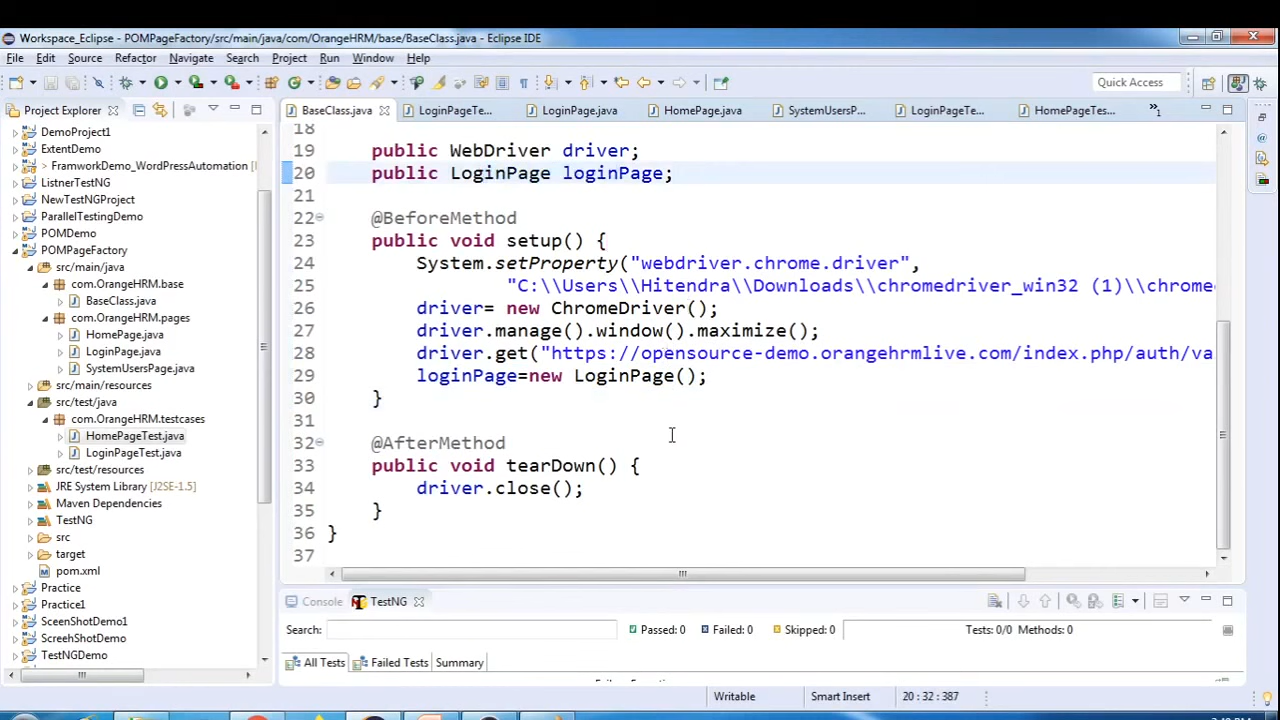 Workspace_Eclipse - POMPageFactory/src/main/java/com/OrangeHRM/base/BaseClass.java - Eclipse IDE
File Edit Source Refactor Navigate Search Project Run Window Help
Quick Access
Project Explorer
BaseClass.java LoginPageTe... LoginPage.java HomePage.java SystemUsersP... LoginPageTe... HomePageTes... »1
DemoProject1
ExtentDemo
> FramworkDemo_WordPressAutomation [
ListnerTestNG
NewTestNGProject
ParallelTestingDemo
POMDemo
POMPageFactory
src/main/java
com.OrangeHRM.base
BaseClass.java
com.OrangeHRM.pages
HomePage.java
LoginPage.java
SystemUsersPage.java
src/main/resources
src/test/java
com.OrangeHRM.testcases
HomePageTest.java
LoginPageTest.java
src/test/resources
JRE System Library [J2SE-1.5]
Maven Dependencies
TestNG
src
target
pom.xml
Practice
Practice1
SceenShotDemo1
ScreehShotDemo
TestNGDemo
18
19 public WebDriver driver;
20 public LoginPage loginPage;
21
22 @BeforeMethod
23 public void setup() {
24 System.setProperty("webdriver.chrome.driver",
25 "C:\\Users\\Hitendra\\Downloads\\chromedriver_win32 (1)\\chrome
26 driver= new ChromeDriver();
27 driver.manage().window().maximize();
28 driver.get("https://opensource-demo.orangehrmlive.com/index.php/auth/va
29 loginPage=new LoginPage();
30 }
31
32 @AfterMethod
33 public void tearDown() {
34 driver.close();
35 }
36 }
37
Console TestNG
Search: Passed: 0 Failed: 0 Skipped: 0 Tests: 0/0 Methods: 0
All Tests Failed Tests Summary
Writable Smart Insert 20 : 32 : 387